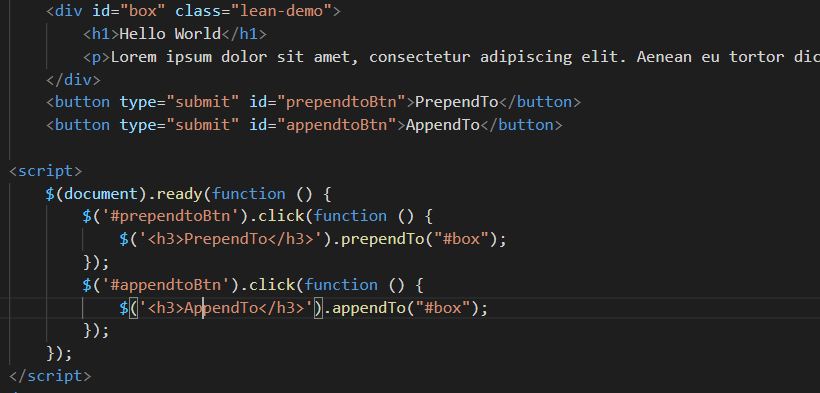 <div id="box" class="lean-demo">
<h1>Hello World</h1>
<p>Lorem ipsum dolor sit amet, consectetur adipiscing elit. Aenean eu tortor dic
</div>
<button type="submit" id="prependtoBtn">PrependTo</button>
<button type="submit" id="appendtoBtn">AppendTo</button>
<script>
$(document).ready(function () {
$('#prependtoBtn').click(function () {
$('<h3>PrependTo</h3>').prependTo("#box");
});
$('#appendtoBtn').click(function () {
$('<h3>AppendTo</h3>').appendTo("#box");
});
});
</script>